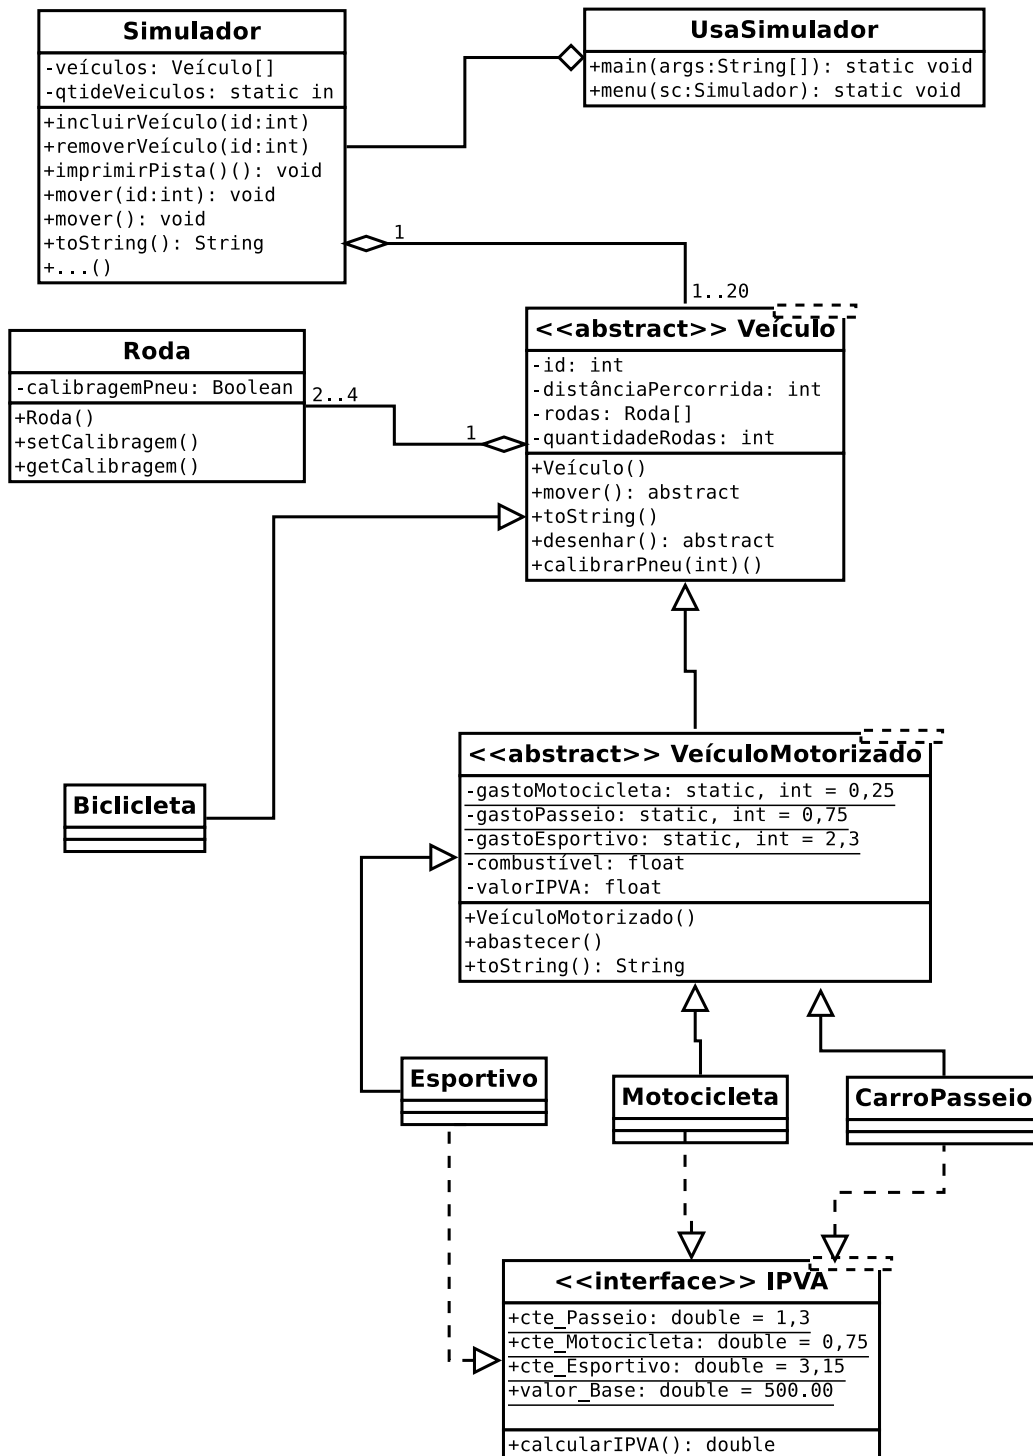 Simulador
-veículos: Veículo[]
-qtideVeiculos: static in
+incluirVeículo(id:int)
+removerVeículo(id:int)
+imprimirPista()(): void
+mover(id:int): void
+mover(): void
+toString(): String
+...()
UsaSimulador
+main(args:String[]): static void
+menu(sc:Simulador): static void
1
1..20
Roda
-calibragemPneu: Boolean
+Roda()
+setCalibragem()
+getCalibragem()
2..4
1
<<abstract>> Veículo
-id: int
-distânciaPercorrida: int
-rodas: Roda[]
-quantidadeRodas: int
+Veículo()
+mover(): abstract
+toString()
+desenhar(): abstract
+calibrarPneu(int)()
Biclicleta
<<abstract>> VeículoMotorizado
-gastoMotocicleta: static, int = 0,25
-gastoPasseio: static, int = 0,75
-gastoEsportivo: static, int = 2,3
-combustível: float
-valorIPVA: float
+VeículoMotorizado()
+abastecer()
+toString(): String
Esportivo
Motocicleta
CarroPasseio
<<interface>> IPVA
+cte_Passeio: double = 1,3
+cte_Motocicleta: double = 0,75
+cte_Esportivo: double = 3,15
+valor_Base: double = 500.00
+calcularIPVA(): double